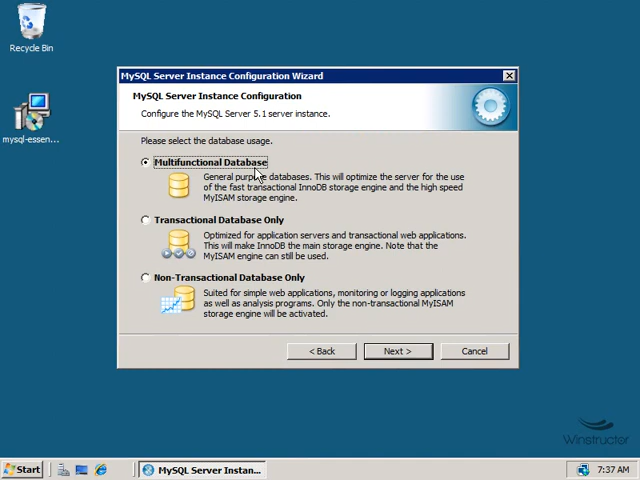 Recycle Bin
mysql-essen...
MySQL Server Instance Configuration Wizard
MySQL Server Instance Configuration
Configure the MySQL Server 5.1 server instance.
Please select the database usage.
Multifunctional Database
General purpose databases. This will optimize the server for the use
of the fast transactional InnoDB storage engine and the high speed
MyISAM storage engine.
Transactional Database Only
Optimized for application servers and transactional web applications.
This will make InnoDB the main storage engine. Note that the
MyISAM engine can still be used.
Non-Transactional Database Only
Suited for simple web applications, monitoring or logging applications
as well as analysis programs. Only the non-transactional MyISAM
storage engine will be activated.
< Back
Next >
Cancel
Winstructor
Start
MySQL Server Instan...
7:37 AM